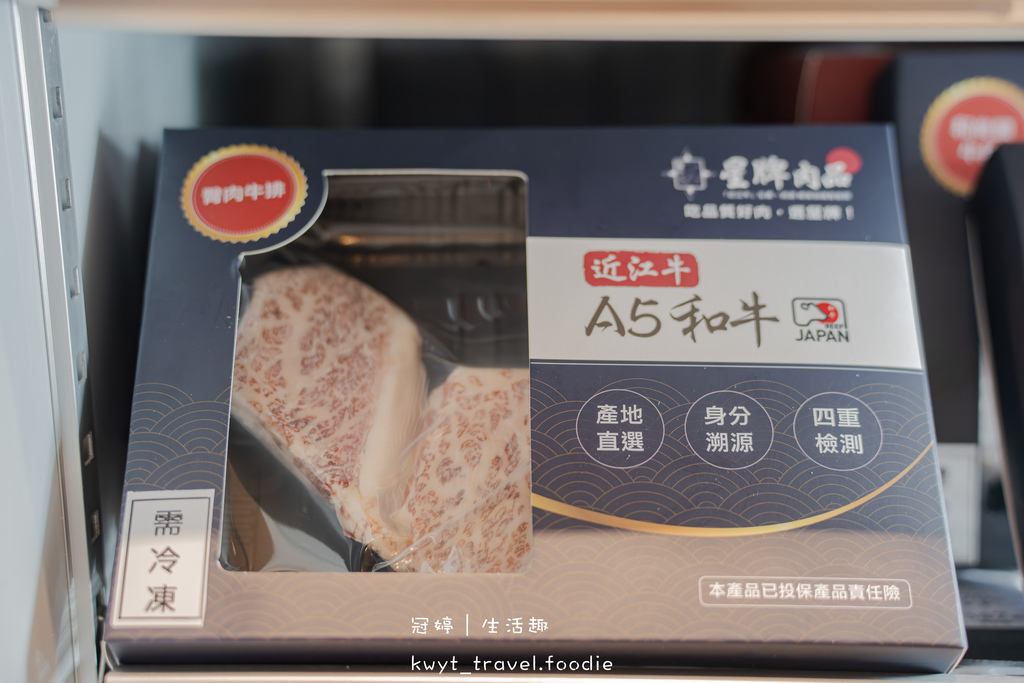 臀肉牛排
星牌肉品
吃品質好肉，選星牌！
近江牛
A5和牛
BEEF
JAPAN
產地
直選
身分
溯源
四重
檢測
需冷凍
本產品已投保產品責任險
冠婷｜生活趣
kwyt_travel.foodie